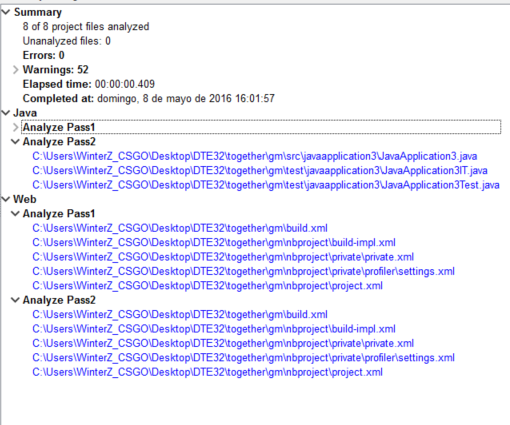 Summary
8 of 8 project files analyzed
Unanalyzed files: 0
Errors: 0
Warnings: 52
Elapsed time: 00:00:00.409
Completed at: domingo, 8 de mayo de 2016 16:01:57
Java
Analyze Pass1
Analyze Pass2
C:\Users\WinterZ_CSGO\Desktop\DTE32\together\gm\src\javaapplication3\JavaApplication3.java
C:\Users\WinterZ_CSGO\Desktop\DTE32\together\gm\test\javaapplication3\JavaApplication3IT.java
C:\Users\WinterZ_CSGO\Desktop\DTE32\together\gm\test\javaapplication3\JavaApplication3Test.java
Web
Analyze Pass1
C:\Users\WinterZ_CSGO\Desktop\DTE32\together\gm\build.xml
C:\Users\WinterZ_CSGO\Desktop\DTE32\together\gm\nbproject\build-impl.xml
C:\Users\WinterZ_CSGO\Desktop\DTE32\together\gm\nbproject\private\private.xml
C:\Users\WinterZ_CSGO\Desktop\DTE32\together\gm\nbproject\private\profiler\settings.xml
C:\Users\WinterZ_CSGO\Desktop\DTE32\together\gm\nbproject\project.xml
Analyze Pass2
C:\Users\WinterZ_CSGO\Desktop\DTE32\together\gm\build.xml
C:\Users\WinterZ_CSGO\Desktop\DTE32\together\gm\nbproject\build-impl.xml
C:\Users\WinterZ_CSGO\Desktop\DTE32\together\gm\nbproject\private\private.xml
C:\Users\WinterZ_CSGO\Desktop\DTE32\together\gm\nbproject\private\profiler\settings.xml
C:\Users\WinterZ_CSGO\Desktop\DTE32\together\gm\nbproject\project.xml